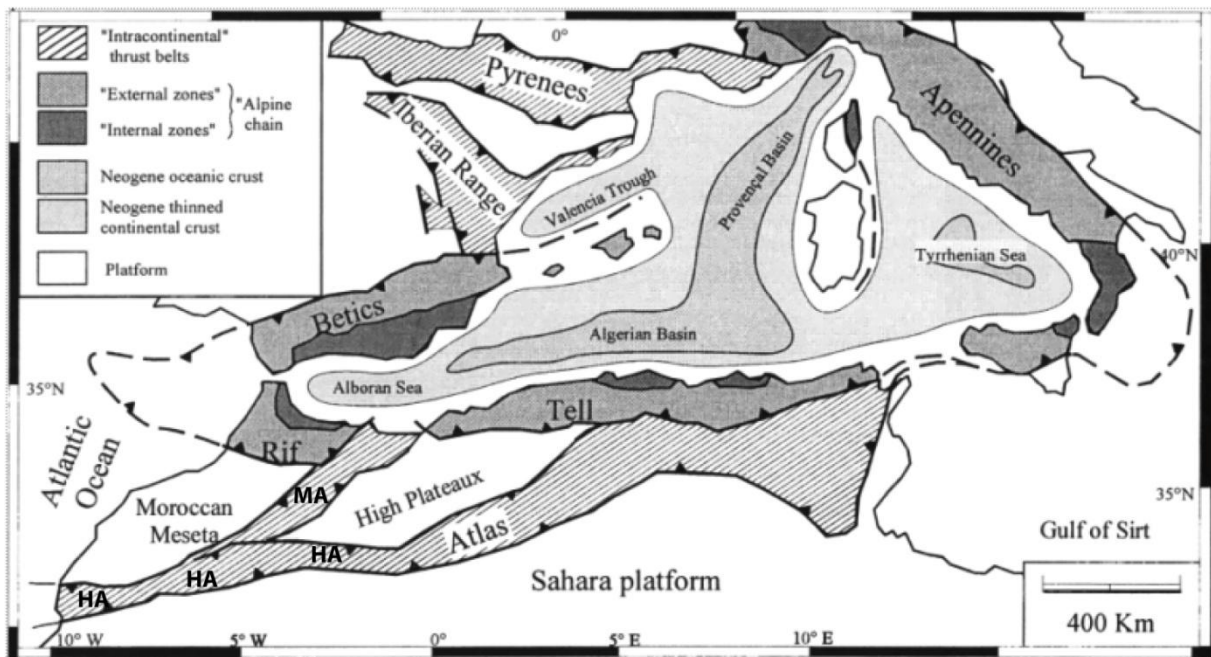 "Intracontinental"
thrust belts
"External zones"
"Internal zones"
"Alpine
chain
Neogene oceanic crust
Neogene thinned
continental crust
Platform
0°
Pyrenees
Iberian Range
Valencia Trough
Provençal Basin
Apennines
Tyrrhenian Sea
40°N
Betics
Algerian Basin
Alboran Sea
35°N
Tell
Rif
Atlantic
Ocean
MA
Moroccan
Meseta
High Plateaux
35°N
HA
HA
HA
Atlas
Gulf of Sirt
Sahara platform
400 Km
10° W
5° W
0°
5° E
10° E